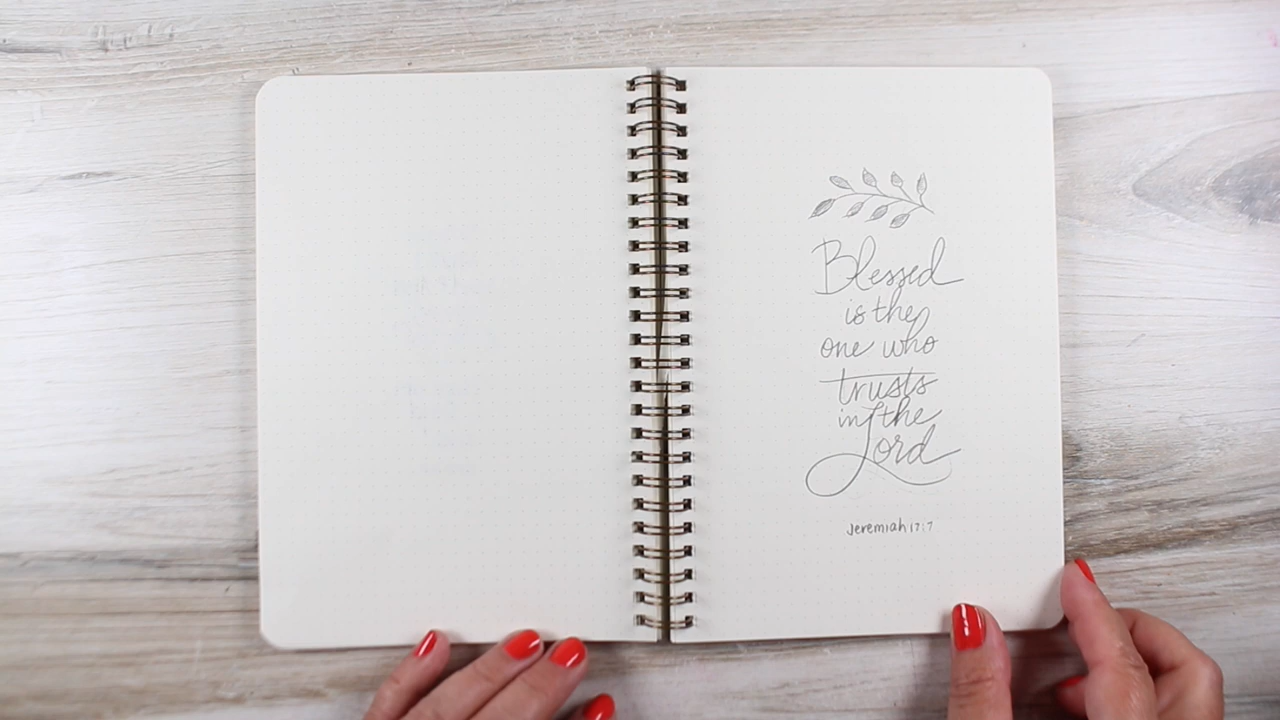 Blessed
is the
one who
trusts
in the
Lord
Jeremiah 17:7